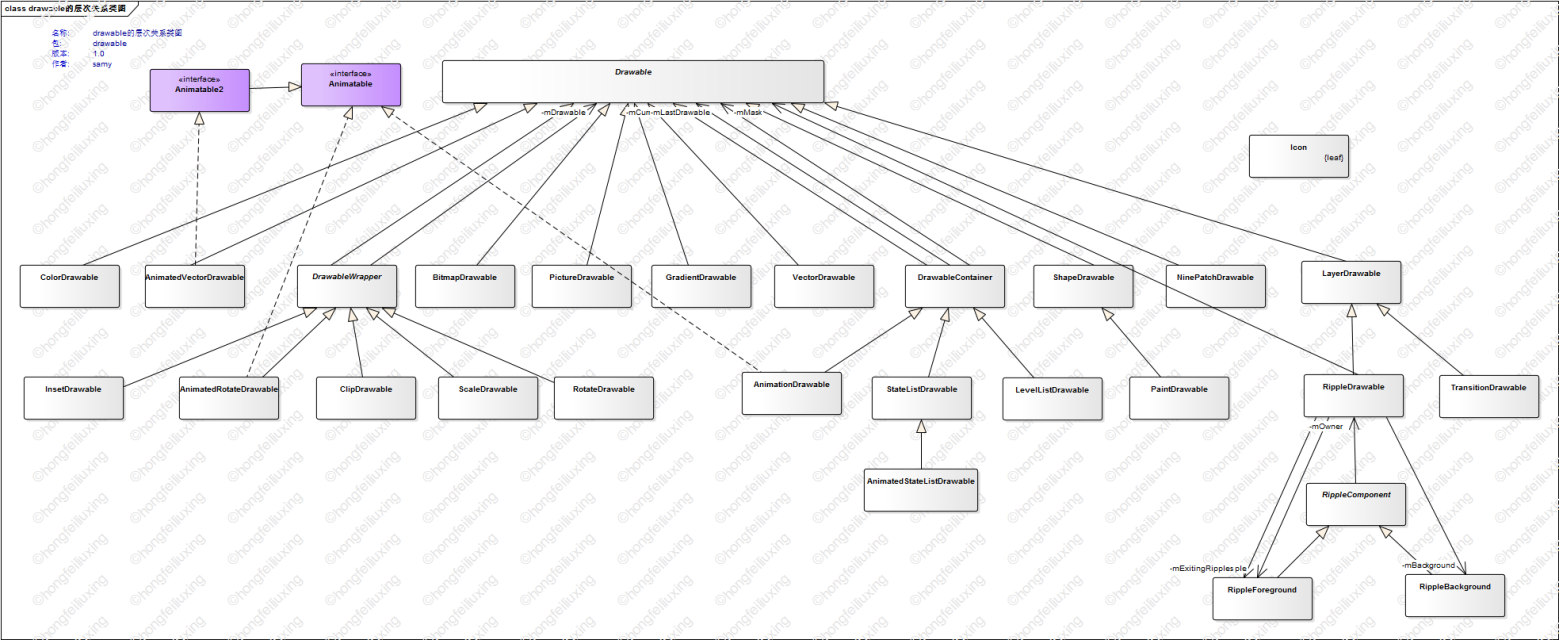 class drawable的层次关系类图
名称: drawable的层次关系类图
包: drawable
版本: 1.0
作者: samy
«interface»
Animatable2
«interface»
Animatable
Drawable
-mDrawable
-mLastDrawable
-mMask
Icon
{leaf}
ColorDrawable
AnimatedVectorDrawable
DrawableWrapper
BitmapDrawable
PictureDrawable
GradientDrawable
VectorDrawable
DrawableContainer
ShapeDrawable
NinePatchDrawable
LayerDrawable
InsetDrawable
AnimatedRotateDrawable
ClipDrawable
ScaleDrawable
RotateDrawable
AnimationDrawable
StateListDrawable
LevelListDrawable
PaintDrawable
RippleDrawable
TransitionDrawable
-mOwner
AnimatedStateListDrawable
RippleComponent
-mExitingRipples
-mBackground
RippleForeground
RippleBackground
©hongfeiliuxing